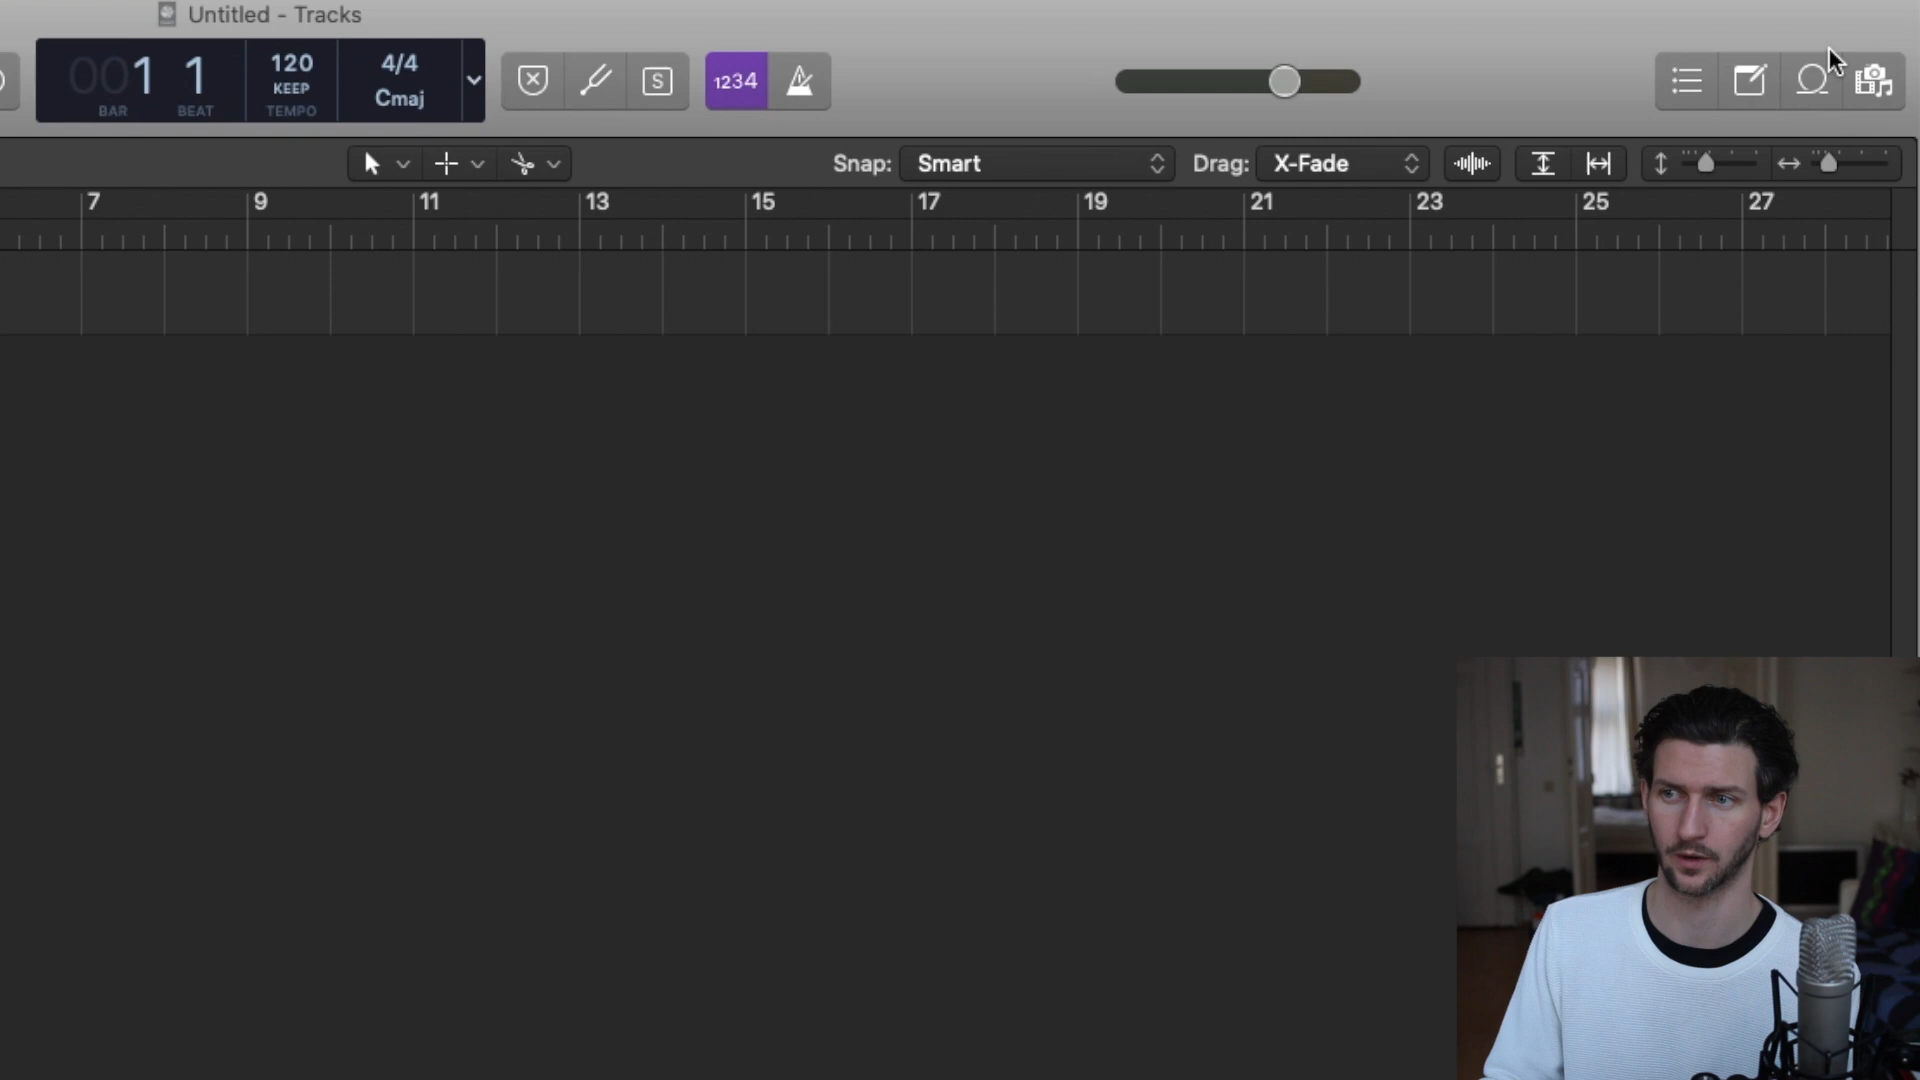 Untitled - Tracks
001 1
BAR BEAT
120
KEEP
TEMPO
4/4
Cmaj
S
1234
Snap: Smart
Drag: X-Fade
7 9 11 13 15 17 19 21 23 25 27